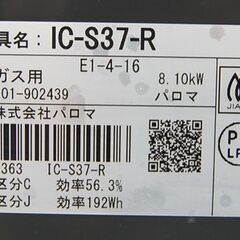 具名：IC-S37-R
ガス用
E1-4-16
8.10kW
01-902439
パロマ
株式会社パロマ
JIA
P
LP
363 IC-S37-R
区分C 効率56.3%
区分J 効率192Wh